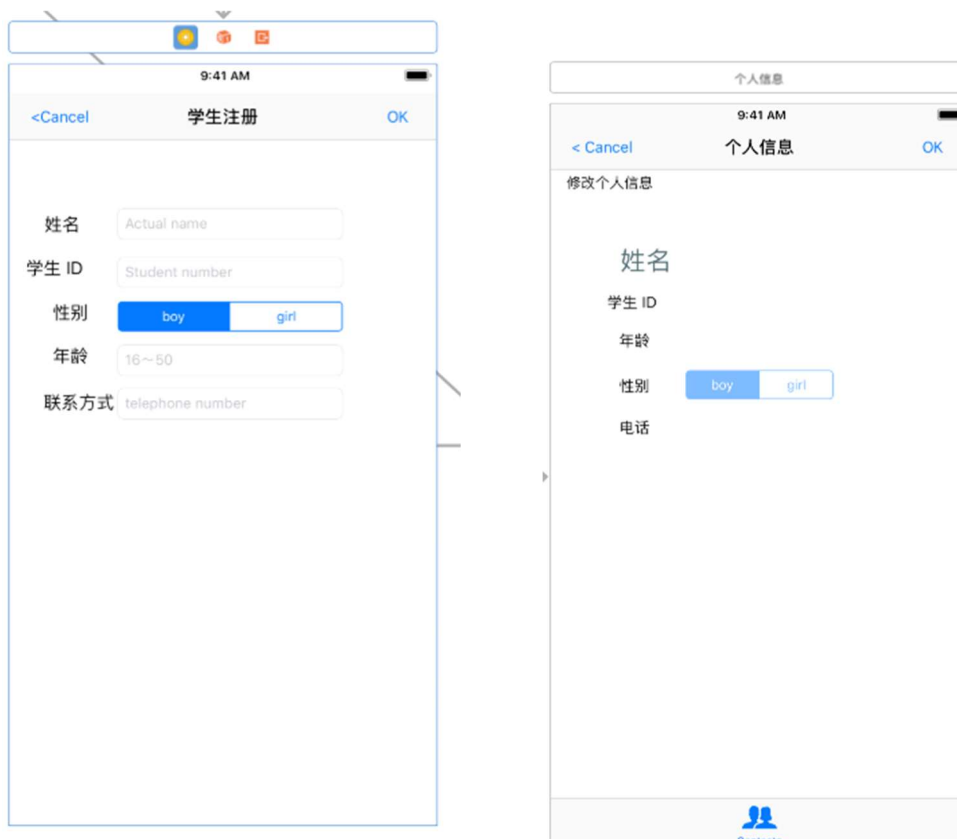 9:41 AM
<Cancel 学生注册 OK
姓名 Actual name
学生 ID Student number
性别 boy girl
年龄 16~50
联系方式 telephone number
个人信息
9:41 AM
< Cancel 个人信息 OK
修改个人信息
姓名
学生 ID
年龄
性别 boy girl
电话